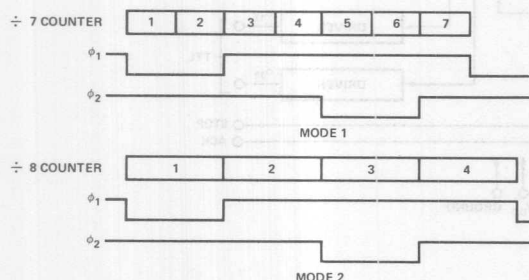 ÷ 7 COUNTER 1 2 3 4 5 6 7
φ1
φ2
MODE 1
÷ 8 COUNTER 1 2 3 4
φ1
φ2
MODE 2